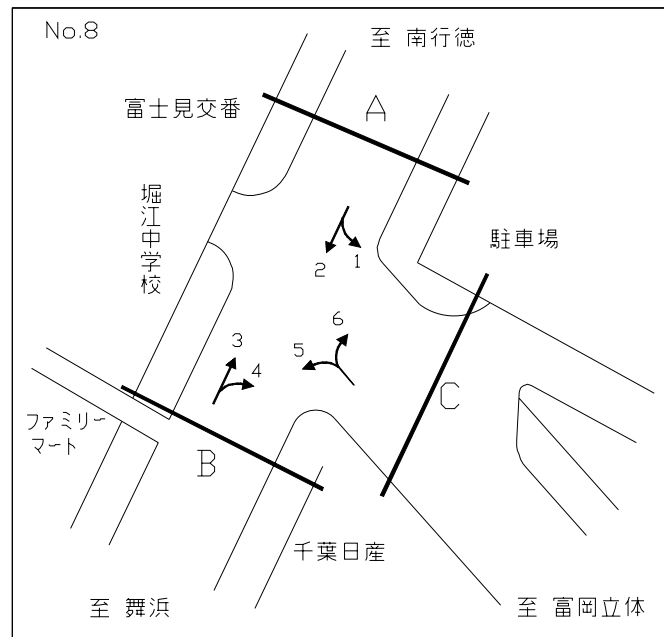 No.8
至 南行徳
富士見交番
A
堀江中学校
駐車場
2
1
6
3
5
4
C
ファミリー
マート
B
千葉日産
至 舞浜
至 富岡立体